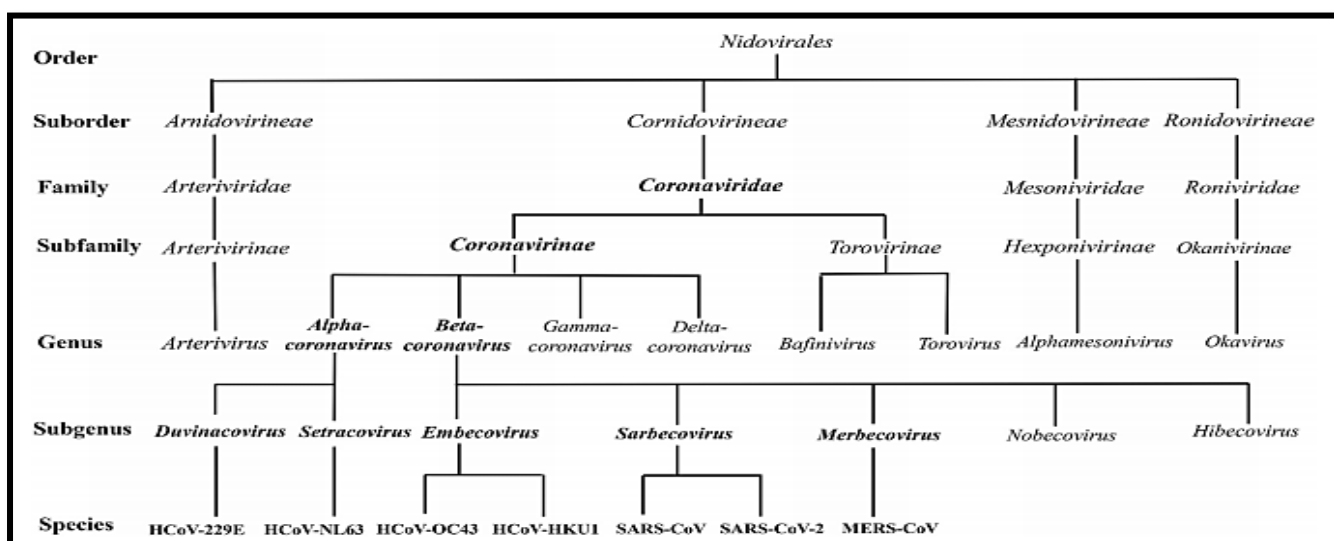 Nidovirales
Order
Suborder Arnidovirineae Cornidovirineae Mesnidovirineae Ronidovirineae
Family Arteriviridae Coronaviridae Mesoniviridae Roniviridae
Subfamily Arterivirinae Coronavirinae Torovirinae Hexponivirinae Okanivirinae
Alpha- Beta- Gamma- Delta-
Genus Arterivirus coronavirus coronavirus coronavirus coronavirus Bafinivirus Torovirus Alphamesonivirus Okavirus
Subgenus Duvinacovirus Setracovirus Embecovirus Sarbecovirus Merbecovirus Nobecovirus Hibecovirus
Species HCoV-229E HCoV-NL63 HCoV-OC43 HCoV-HKU1 SARS-CoV SARS-CoV-2 MERS-CoV